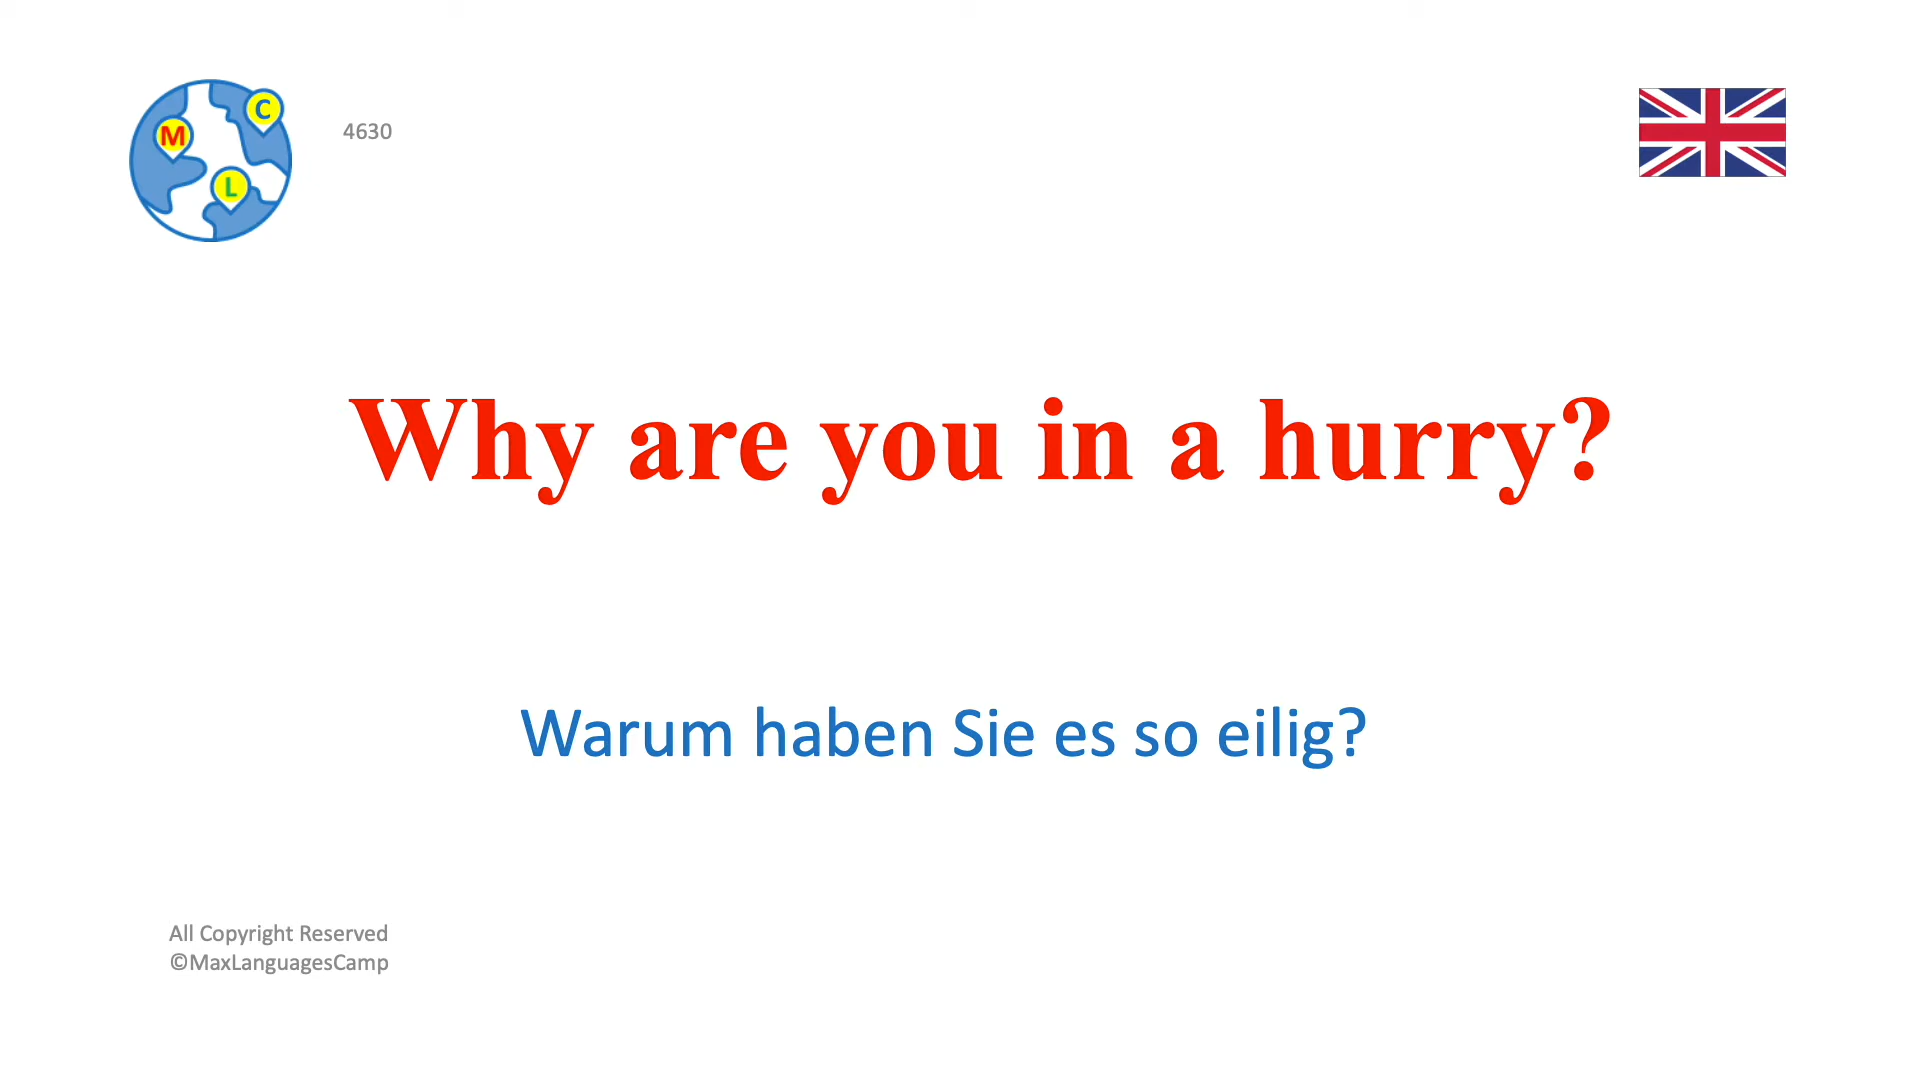 M
C
L
4630
Why are you in a hurry?
Warum haben Sie es so eilig?
All Copyright Reserved
©MaxLanguagesCamp